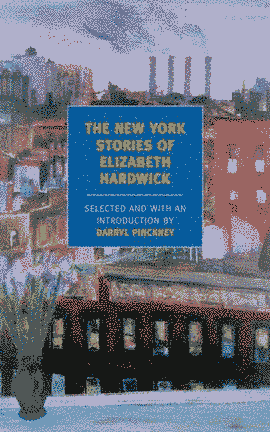 THE NEW YORK
STORIES OF
ELIZABETH
HARDWICK
SELECTED AND WITH AN
INTRODUCTION BY
DARRYL PINCKNEY